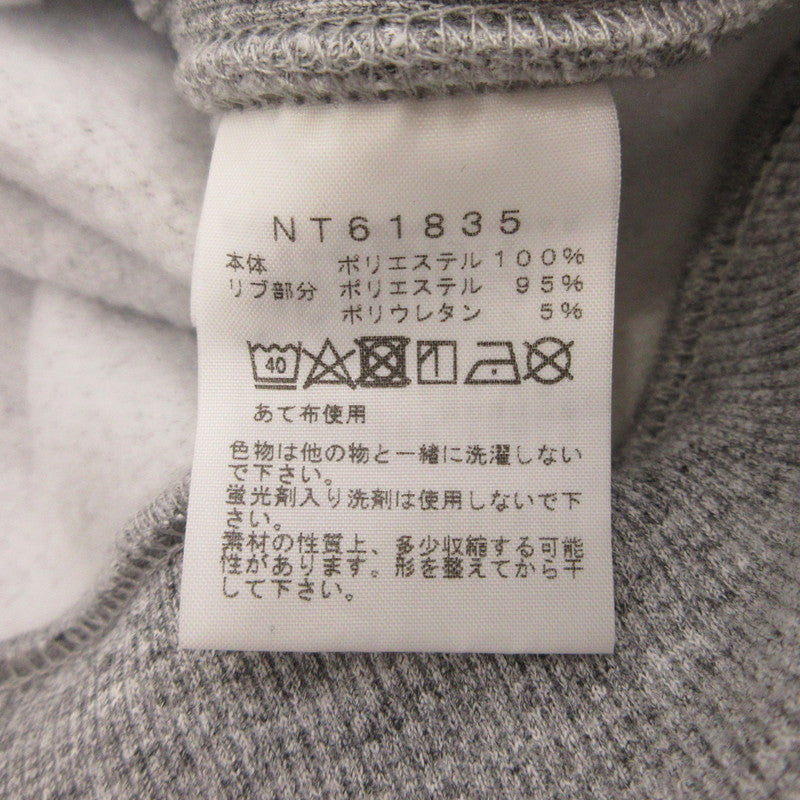 NT61835
本体 ポリエステル 100%
リブ部分 ポリエステル 95%
ポリウレタン 5%
40
あて布使用
色物は他の物と一緒に洗濯しない
で下さい。
蛍光剤入り洗剤は使用しないで下
さい。
素材の性質上、多少収縮する可能
性があります。形を整えてから干
して下さい。